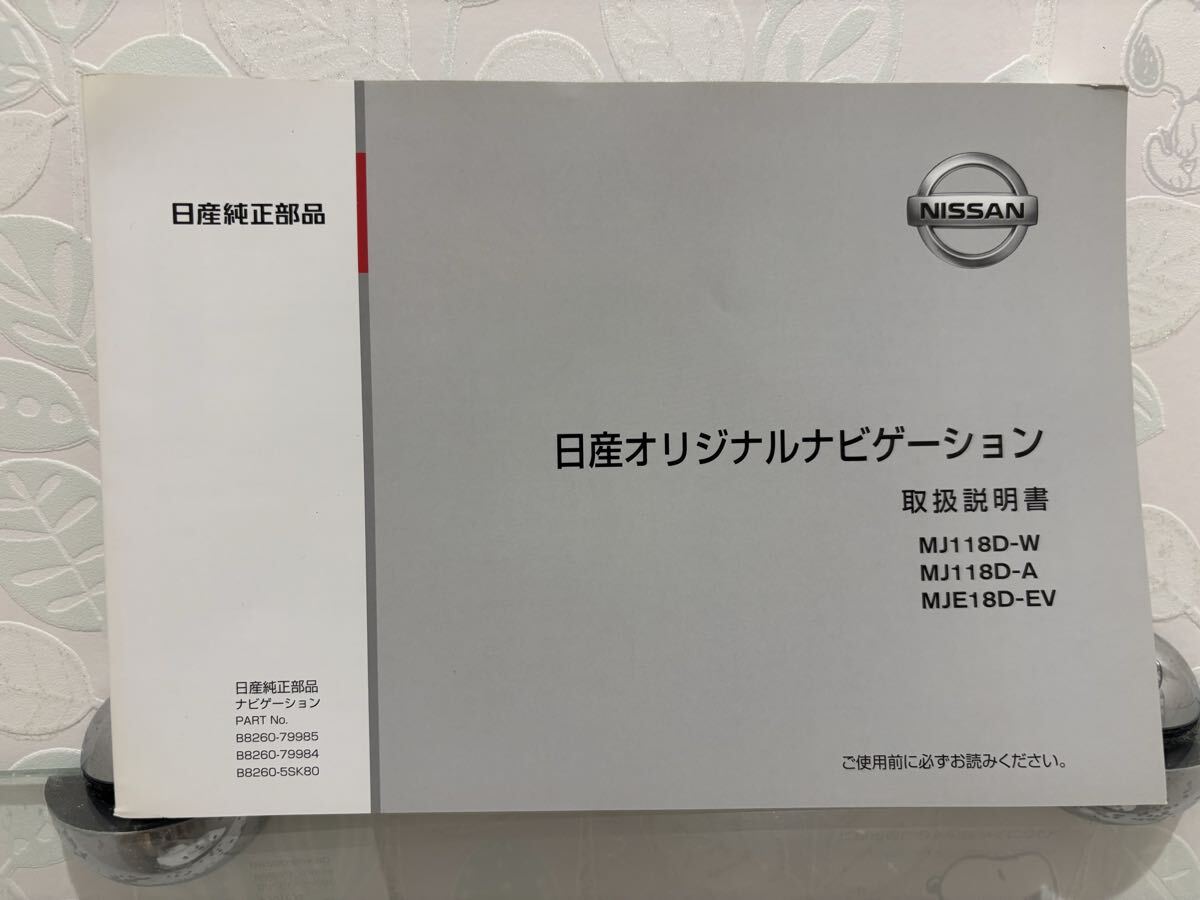 日産純正部品
NISSAN
日産オリジナルナビゲーション
取扱説明書
MJ118D-W
MJ118D-A
MJE18D-EV
日産純正部品
ナビゲーション
PART No.
B8260-79985
B8260-79984
B8260-5SK80
ご使用前に必ずお読みください。